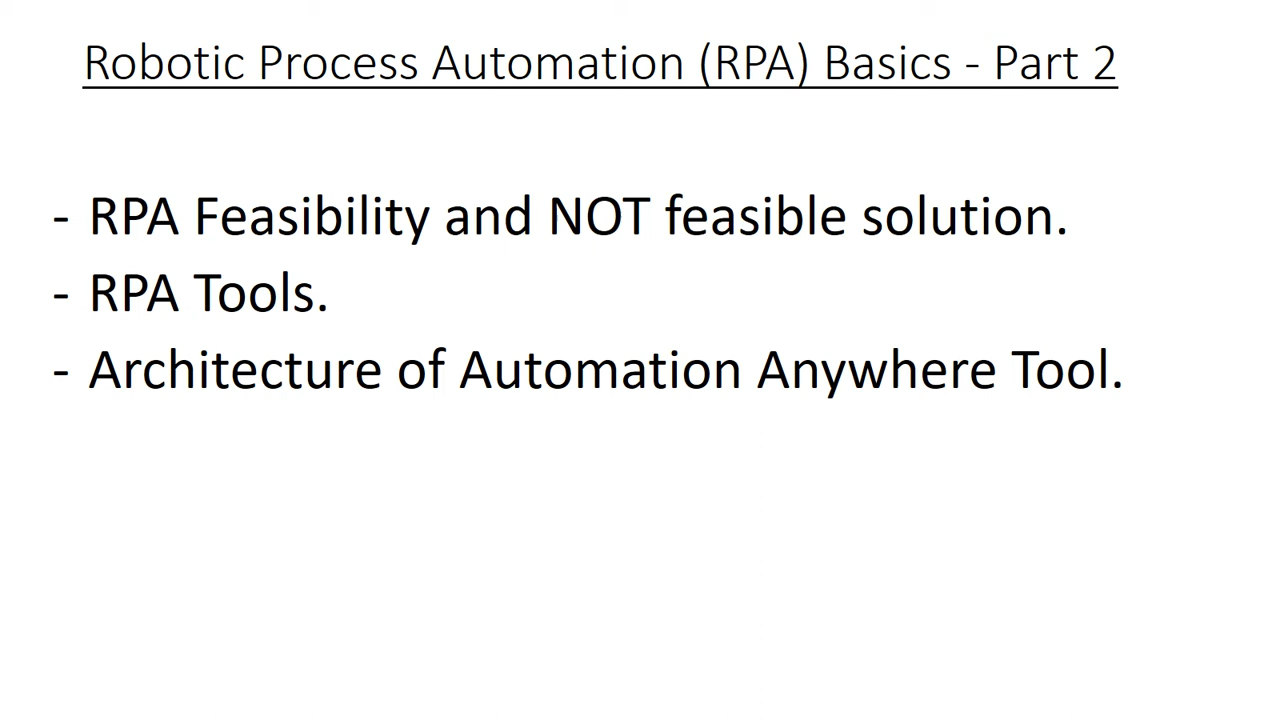 Robotic Process Automation (RPA) Basics - Part 2
- RPA Feasibility and NOT feasible solution.
- RPA Tools.
- Architecture of Automation Anywhere Tool.